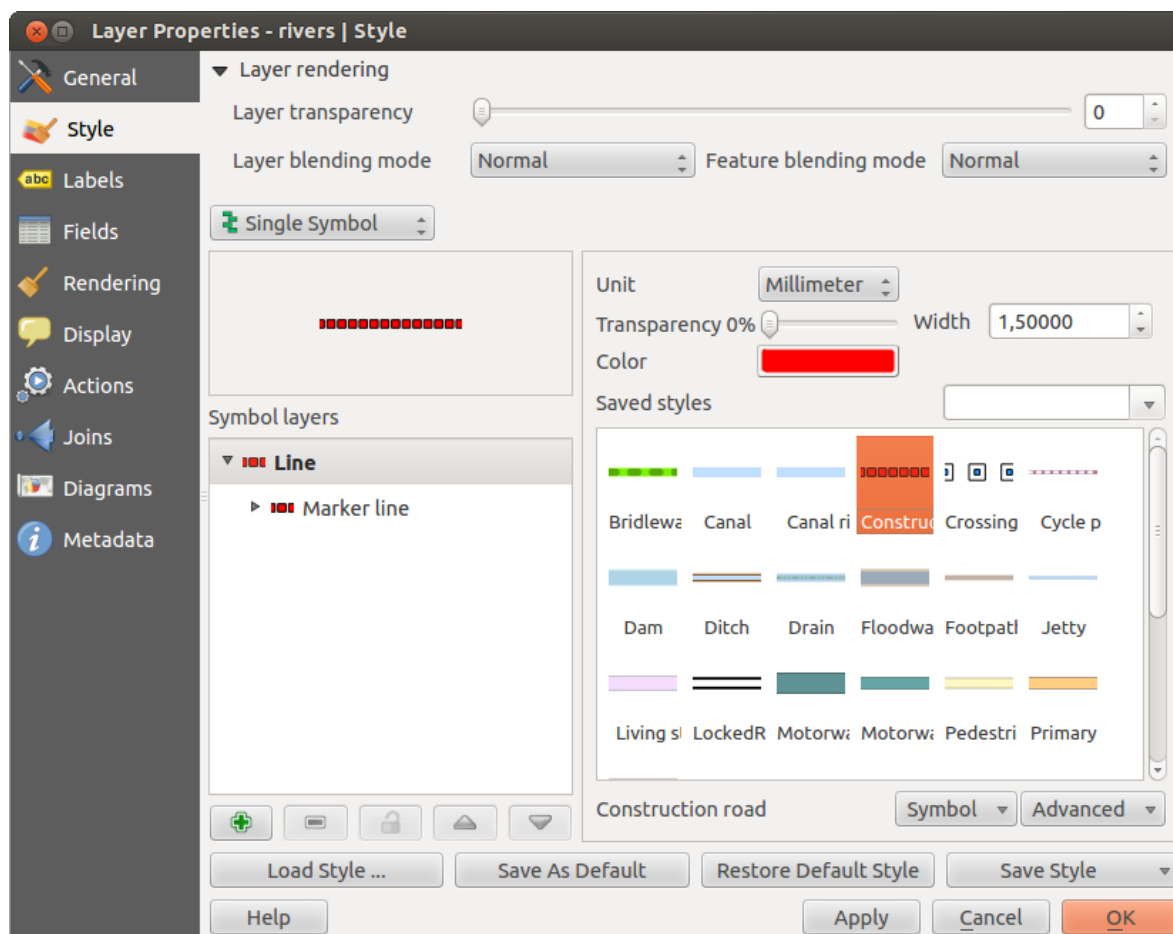 Layer Properties - rivers | Style
General
Style
Labels
Fields
Rendering
Display
Actions
Joins
Diagrams
Metadata
Layer rendering
Layer transparency 0
Layer blending mode Normal Feature blending mode Normal
Single Symbol
Unit Millimeter
Transparency 0% Width 1,50000
Color
Saved styles
Symbol layers
Line
Marker line
Bridlewa Canal Canal ri Construc Crossing Cycle p
Dam Ditch Drain Floodwa Footpatl Jetty
Living st LockedR Motorwa Motorwa Pedestri Primary
Construction road Symbol Advanced
Load Style ... Save As Default Restore Default Style Save Style
Help Apply Cancel OK
abc